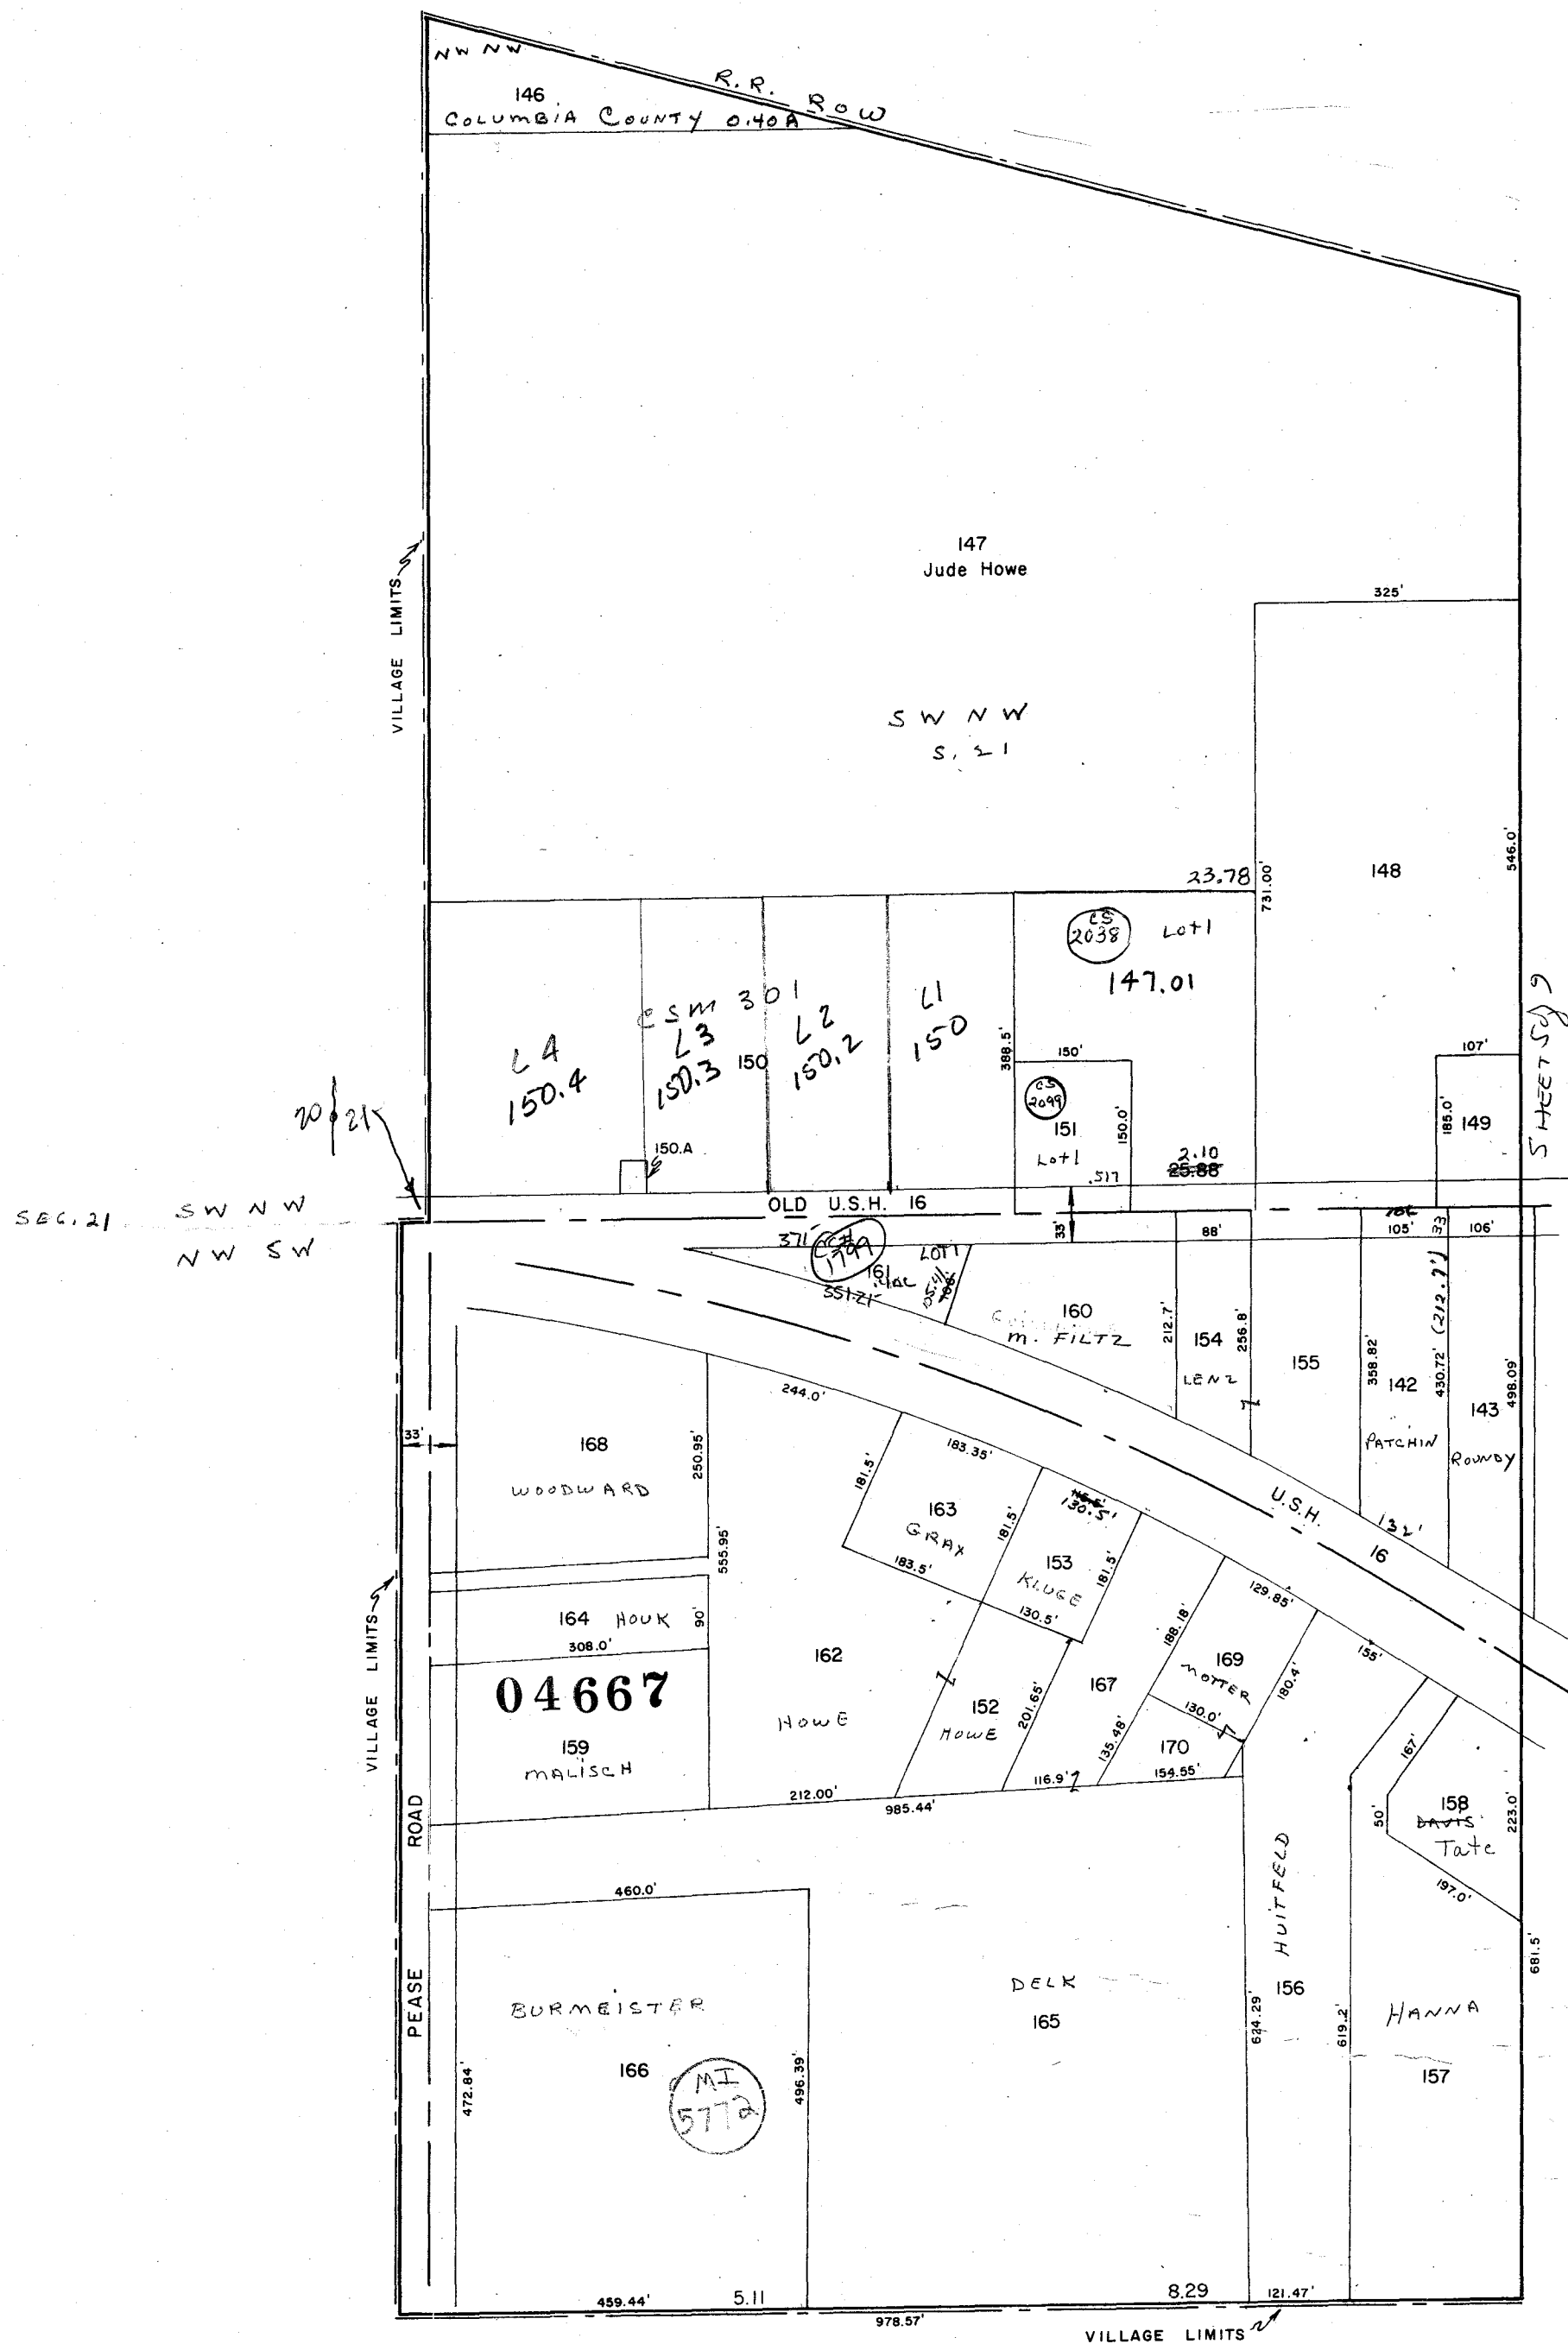 NW NW
R.R. ROW
146
COLUMBIA COUNTY 0.40A
147
Jude Howe
VILLAGE LIMITS
325'
SW NW
S. 21
546.0'
148
23.78
731.00'
CS
2038
Lot 1
147.01
CSM 301
L4
150.4
L3
150.3
150
L2
150.2
L1
150
388.5'
150'
CS
2099
151
Lot 1
150.0'
.517
2.10
25.88
107'
185.0'
149
150.A
20 21
SEC. 21
SW NW
NW SW
OLD U.S.H. 16
33'
371'
1799
LOT 1
161
351.21'
88'
105'
33
106'
160
M. FILTZ
212.7'
154
LENZ
256.8'
155
358.82'
142
PATCHIN
430.72' (212.7')
143
ROUNDY
498.09'
132'
U.S.H. 16
33'
168
WOODWARD
250.95'
244.0'
183.35'
181.5'
163
GRAY
183.5'
181.5'
130.5'
153
KLUGE
181.5'
130.5'
555.95'
164 HOUK
90'
308.0'
04667
159
MALISCH
162
HOWE
152
HOWE
201.65'
167
188.18'
129.85'
169
MOTTER
180.4'
155'
130.0'
135.48'
170
154.55'
116.9'
212.00'
985.44'
VILLAGE LIMITS
167'
50'
158
DAVIS
Tate
223.0'
197.0'
681.5'
PEASE ROAD
460.0'
BURMEISTER
166
MI
5772
472.84'
496.39'
DELK
165
HUITFELD
156
624.29'
619.2'
HANNA
157
459.44'
5.11
978.57'
8.29
121.47'
VILLAGE LIMITS